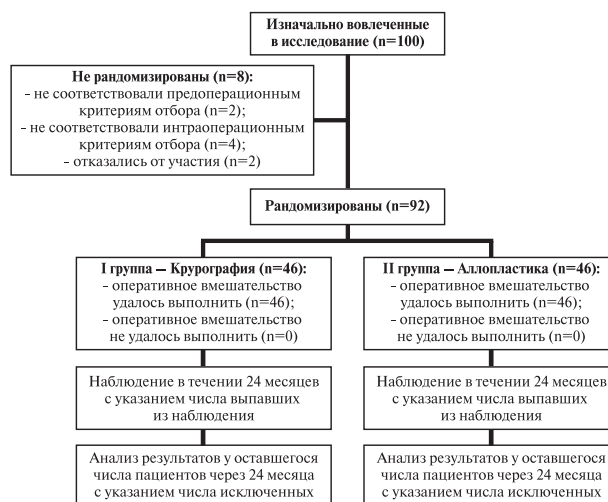 Изначально вовлеченные
в исследование (n=100)
Не рандомизированы (n=8):
- не соответствовали предоперационным
критериям отбора (n=2);
- не соответствовали интраоперационным
критериям отбора (n=4);
- отказались от участия (n=2)
Рандомизированы (n=92)
I группа – Крурография (n=46):
- оперативное вмешательство
удалось выполнить (n=46);
- оперативное вмешательство
не удалось выполнить (n=0)
II группа – Аллопластика (n=46):
- оперативное вмешательство
удалось выполнить (n=46);
- оперативное вмешательство
не удалось выполнить (n=0)
Наблюдение в течении 24 месяцев
с указанием числа выпавших
из наблюдения
Наблюдение в течении 24 месяцев
с указанием числа выпавших
из наблюдения
Анализ результатов у оставшегося
числа пациентов через 24 месяца
с указанием числа исключенных
Анализ результатов у оставшегося
числа пациентов через 24 месяца
с указанием числа исключенных